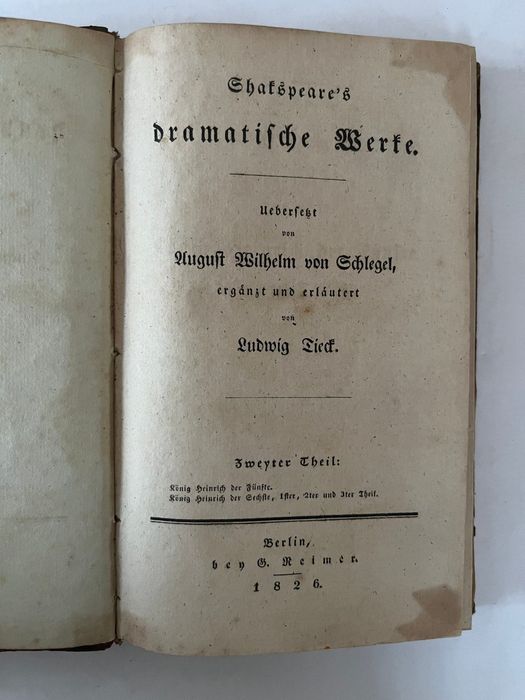 Shakspeare's
dramatische Werke.
Uebersetzt
von
August Wilhelm von Schlegel,
ergänzt und erläutert
von
Ludwig Tieck.
Zweyter Theil:
König Heinrich der Fünfte.
König Heinrich der Sechste, 1ster, 2ter und 3ter Theil.
Berlin,
bey G. Reimer.
1826.